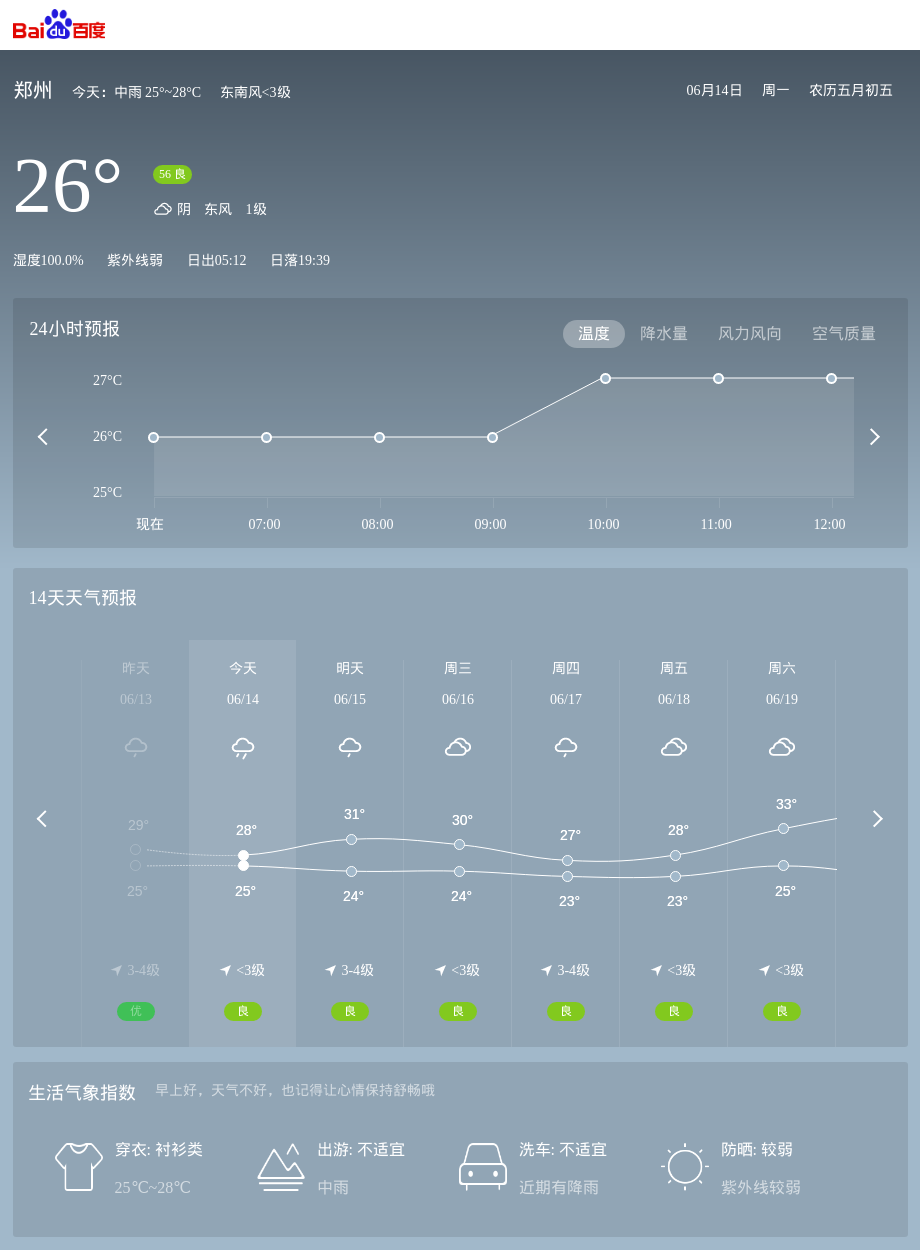 Bai du 百度
郑州 今天：中雨 25°~28°C 东南风<3级 06月14日 周一 农历五月初五
26°
56 良
阴 东风 1级
湿度100.0% 紫外线弱 日出05:12 日落19:39
24小时预报 温度 降水量 风力风向 空气质量
27°C
26°C
25°C
现在 07:00 08:00 09:00 10:00 11:00 12:00
14天天气预报
昨天 今天 明天 周三 周四 周五 周六
06/13 06/14 06/15 06/16 06/17 06/18 06/19
29° 28° 31° 30° 27° 28° 33°
25° 25° 24° 24° 23° 23° 25°
3-4级 <3级 3-4级 <3级 3-4级 <3级 <3级
优 良 良 良 良 良 良
生活气象指数 早上好，天气不好，也记得让心情保持舒畅哦
穿衣: 衬衫类 出游: 不适宜 洗车: 不适宜 防晒: 较弱
25℃~28℃ 中雨 近期有降雨 紫外线较弱